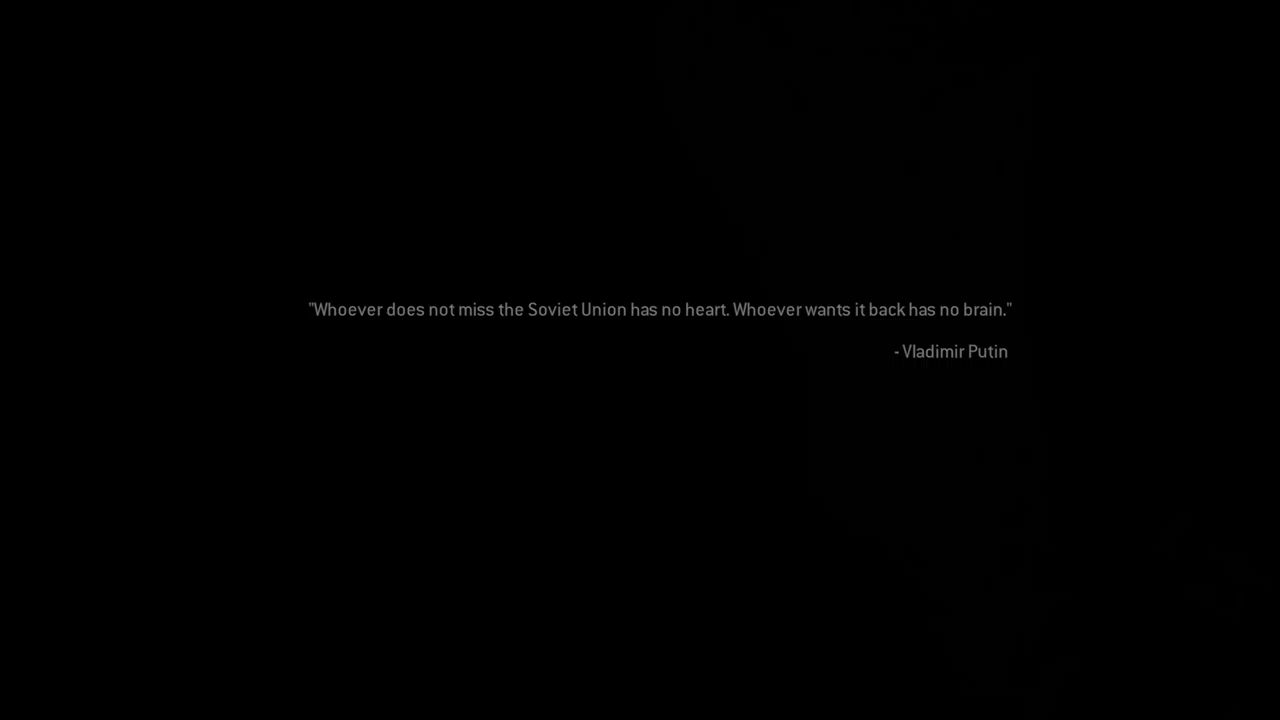 "Whoever does not miss the Soviet Union has no heart. Whoever wants it back has no brain."
- Vladimir Putin